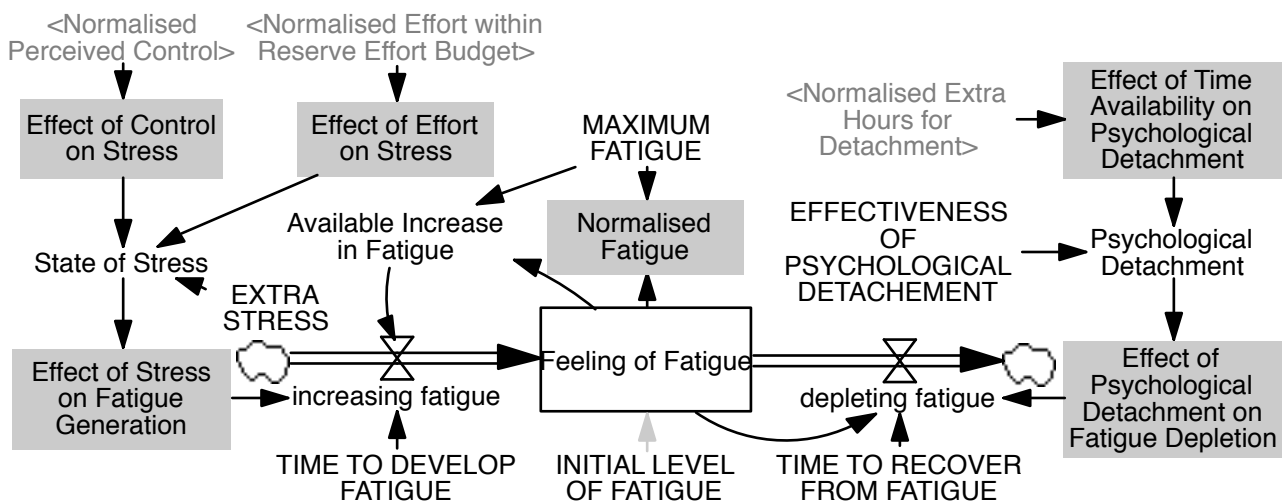 <Normalised
Perceived Control>
<Normalised Effort within
Reserve Effort Budget>
Effect of Control
on Stress
Effect of Effort
on Stress
MAXIMUM
FATIGUE
<Normalised Extra
Hours for
Detachment>
Effect of Time
Availability on
Psychological
Detachment
State of Stress
Available Increase
in Fatigue
Normalised
Fatigue
EFFECTIVENESS
OF
PSYCHOLOGICAL
DETACHEMENT
Psychological
Detachment
EXTRA
STRESS
Effect of Stress
on Fatigue
Generation
increasing fatigue
Feeling of Fatigue
depleting fatigue
Effect of
Psychological
Detachment on
Fatigue Depletion
TIME TO DEVELOP
FATIGUE
INITIAL LEVEL
OF FATIGUE
TIME TO RECOVER
FROM FATIGUE